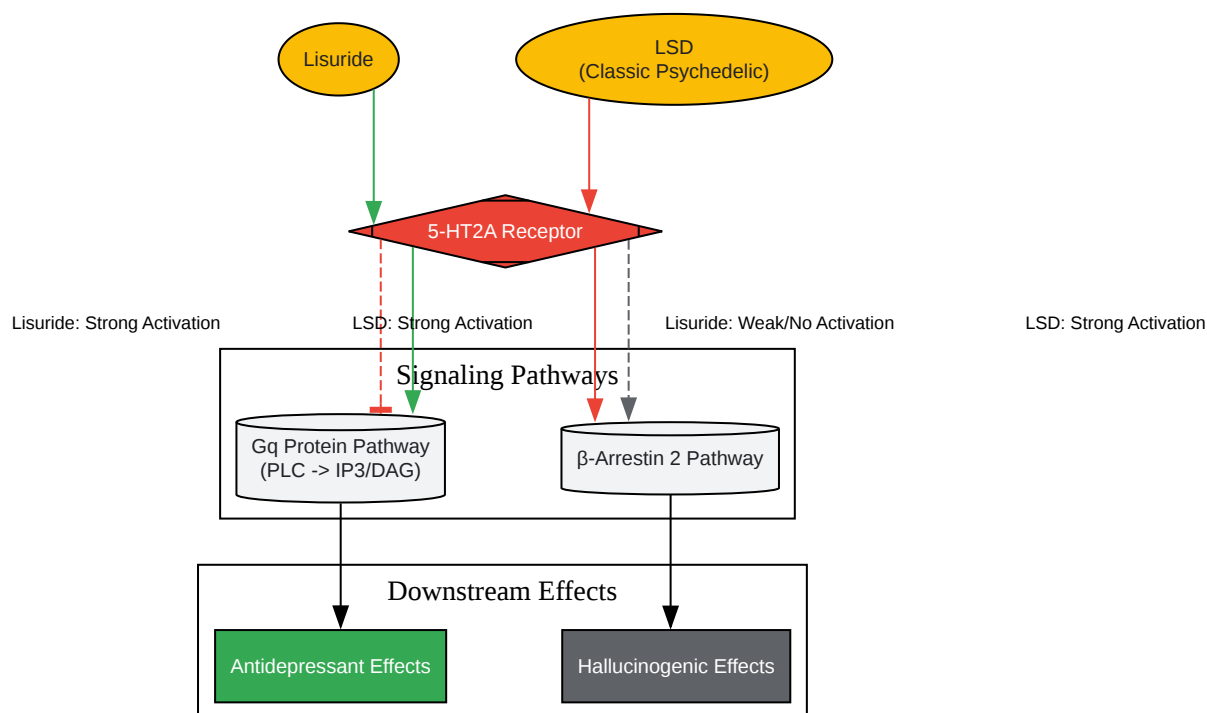 Lisuride
LSD
(Classic Psychedelic)
5-HT2A Receptor
Lisuride: Strong Activation
LSD: Strong Activation
Lisuride: Weak/No Activation
LSD: Strong Activation
Signaling Pathways
Gq Protein Pathway
(PLC -> IP3/DAG)
β-Arrestin 2 Pathway
Downstream Effects
Antidepressant Effects
Hallucinogenic Effects